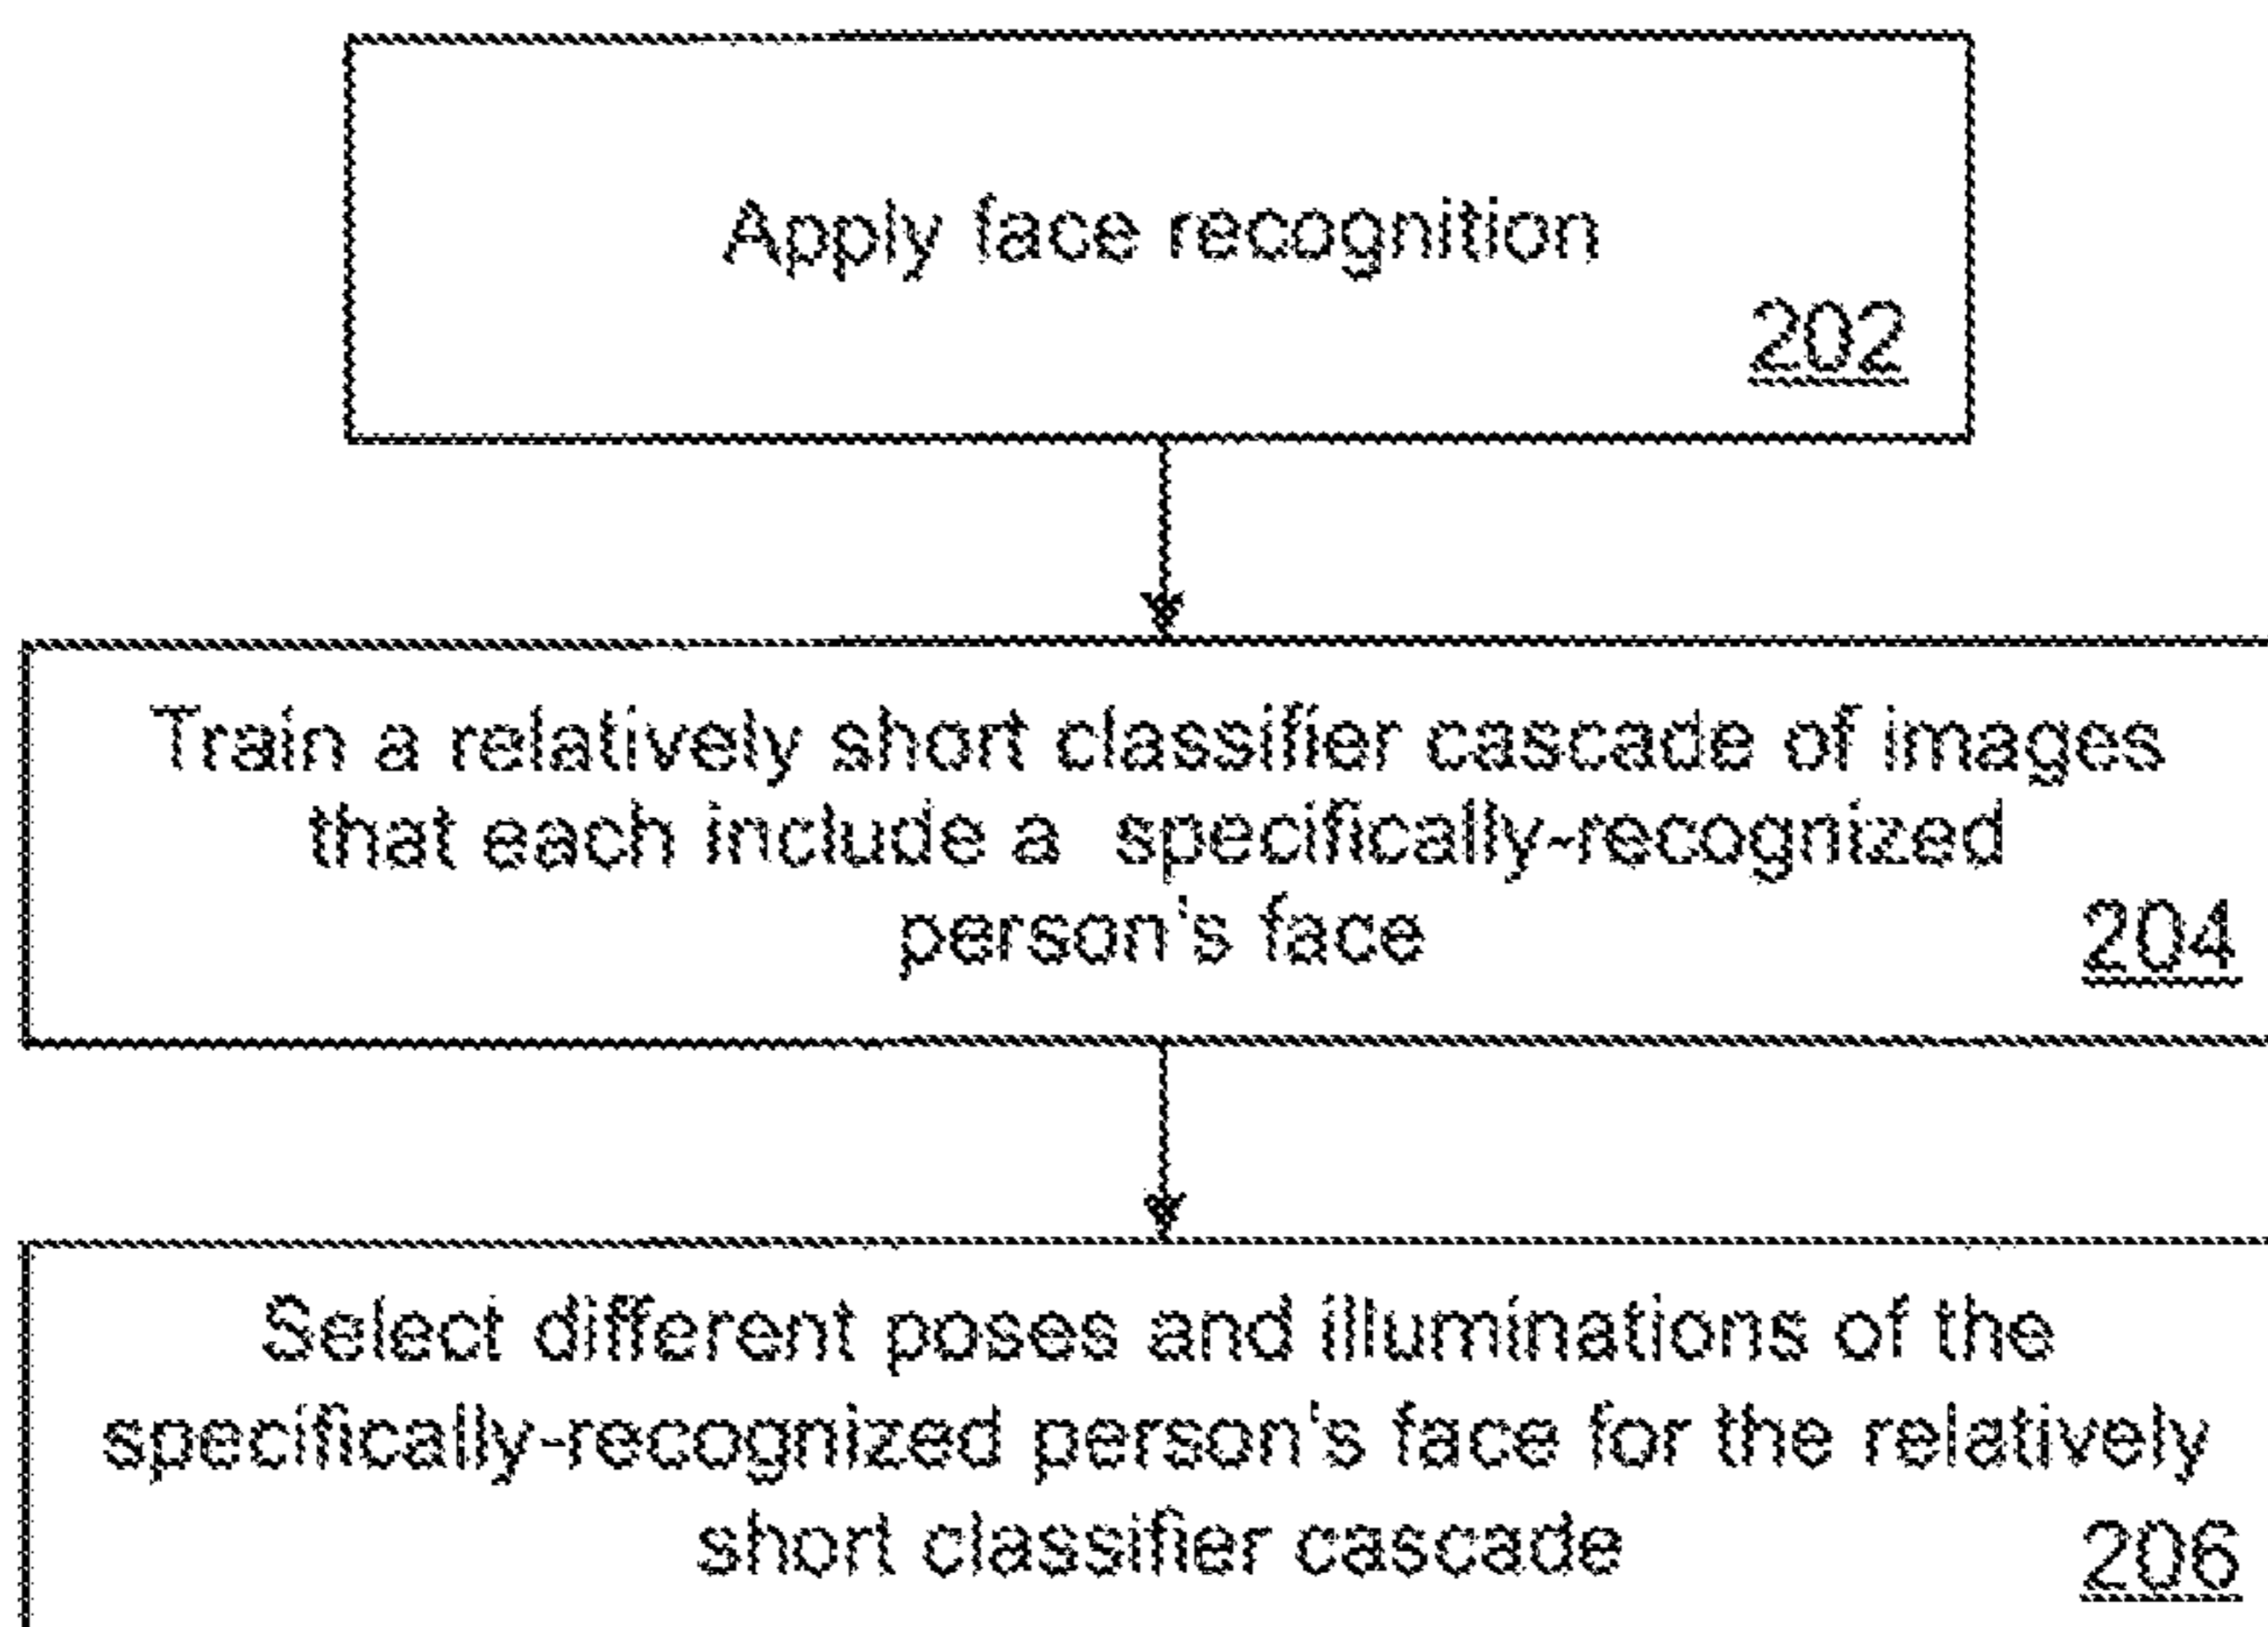 Apply face recognition
202
Train a relatively short classifier cascade of images
that each include a specifically-recognized
person's face
204
Select different poses and illuminations of the
specifically-recognized person's face for the relatively
short classifier cascade
206